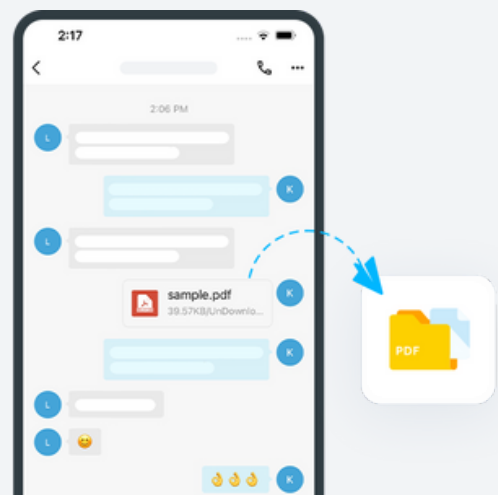 2:17
2:06 PM
L
K
L
sample.pdf
39.57KB/UnDownlo...
K
PDF
K
L
L
K